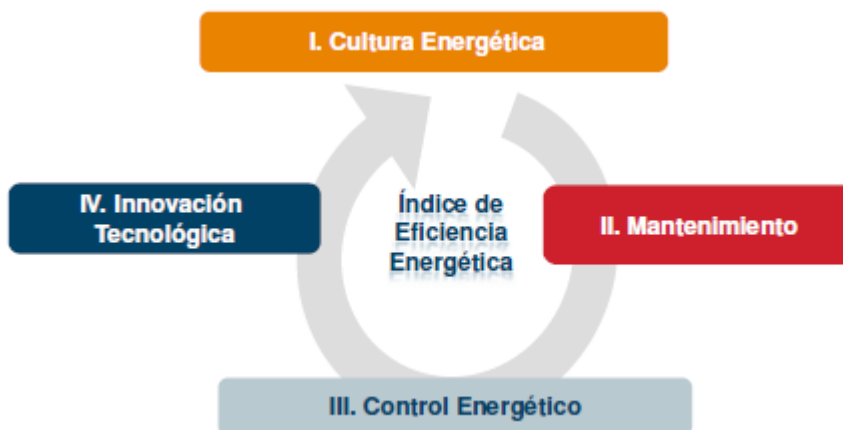 I. Cultura Energética
IV. Innovación
Tecnológica
Índice de
Eficiencia
Energética
II. Mantenimiento
III. Control Energético